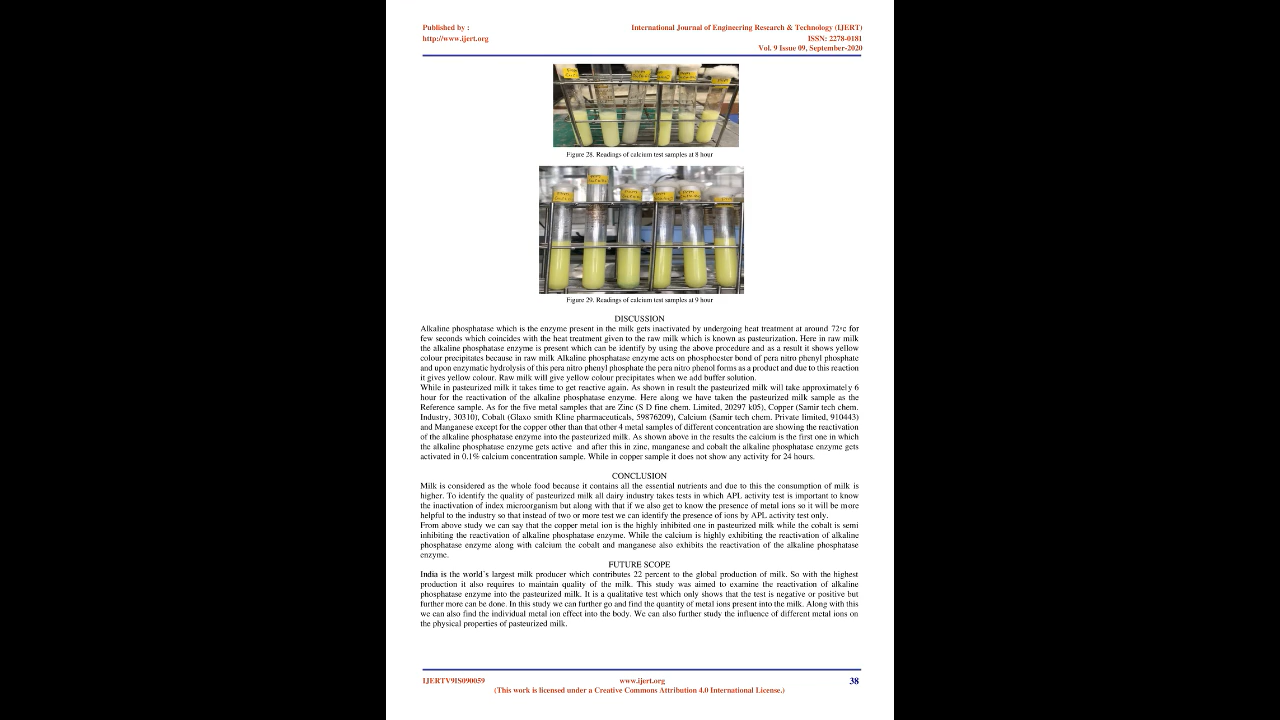 Published by :
International Journal of Engineering Research & Technology (IJERT)
http://www.ijert.org
ISSN: 2278-0181
Vol. 9 Issue 09, September-2020
Figure 28. Readings of calcium test samples at 8 hour
Figure 29. Readings of calcium test samples at 9 hour
DISCUSSION
Alkaline phosphatase which is the enzyme present in the milk gets inactivated by undergoing heat treatment at around 72◦c for
few seconds which coincides with the heat treatment given to the raw milk which is known as pasteurization. Here in raw milk
the alkaline phosphatase enzyme is present which can be identify by using the above procedure and as a result it shows yellow
colour precipitates because in raw milk Alkaline phosphatase enzyme acts on phosphoester bond of pera nitro phenyl phosphate
and upon enzymatic hydrolysis of this pera nitro phenyl phosphate the pera nitro phenol forms as a product and due to this reaction
it gives yellow colour. Raw milk will give yellow colour precipitates when we add buffer solution.
While in pasteurized milk it takes time to get reactive again. As shown in result the pasteurized milk will take approximately 6
hour for the reactivation of the alkaline phosphatase enzyme. Here along we have taken the pasteurized milk sample as the
Reference sample. As for the five metal samples that are Zinc (S D fine chem. Limited, 20297 k05), Copper (Samir tech chem.
Industry, 30310), Cobalt (Glaxo smith Kline pharmaceuticals, 59876209), Calcium (Samir tech chem. Private limited, 910443)
and Manganese except for the copper other than that other 4 metal samples of different concentration are showing the reactivation
of the alkaline phosphatase enzyme into the pasteurized milk. As shown above in the results the calcium is the first one in which
the alkaline phosphatase enzyme gets active and after this in zinc, manganese and cobalt the alkaline phosphatase enzyme gets
activated in 0.1% calcium concentration sample. While in copper sample it does not show any activity for 24 hours.
CONCLUSION
Milk is considered as the whole food because it contains all the essential nutrients and due to this the consumption of milk is
higher. To identify the quality of pasteurized milk all dairy industry takes tests in which APL activity test is important to know
the inactivation of index microorganism but along with that if we also get to know the presence of metal ions so it will be more
helpful to the industry so that instead of two or more test we can identify the presence of ions by APL activity test only.
From above study we can say that the copper metal ion is the highly inhibited one in pasteurized milk while the cobalt is semi
inhibiting the reactivation of alkaline phosphatase enzyme. While the calcium is highly exhibiting the reactivation of alkaline
phosphatase enzyme along with calcium the cobalt and manganese also exhibits the reactivation of the alkaline phosphatase
enzyme.
FUTURE SCOPE
India is the world's largest milk producer which contributes 22 percent to the global production of milk. So with the highest
production it also requires to maintain quality of the milk. This study was aimed to examine the reactivation of alkaline
phosphatase enzyme into the pasteurized milk. It is a qualitative test which only shows that the test is negative or positive but
further more can be done. In this study we can further go and find the quantity of metal ions present into the milk. Along with this
we can also find the individual metal ion effect into the body. We can also further study the influence of different metal ions on
the physical properties of pasteurized milk.
IJERTV9IS090059
www.ijert.org
38
(This work is licensed under a Creative Commons Attribution 4.0 International License.)